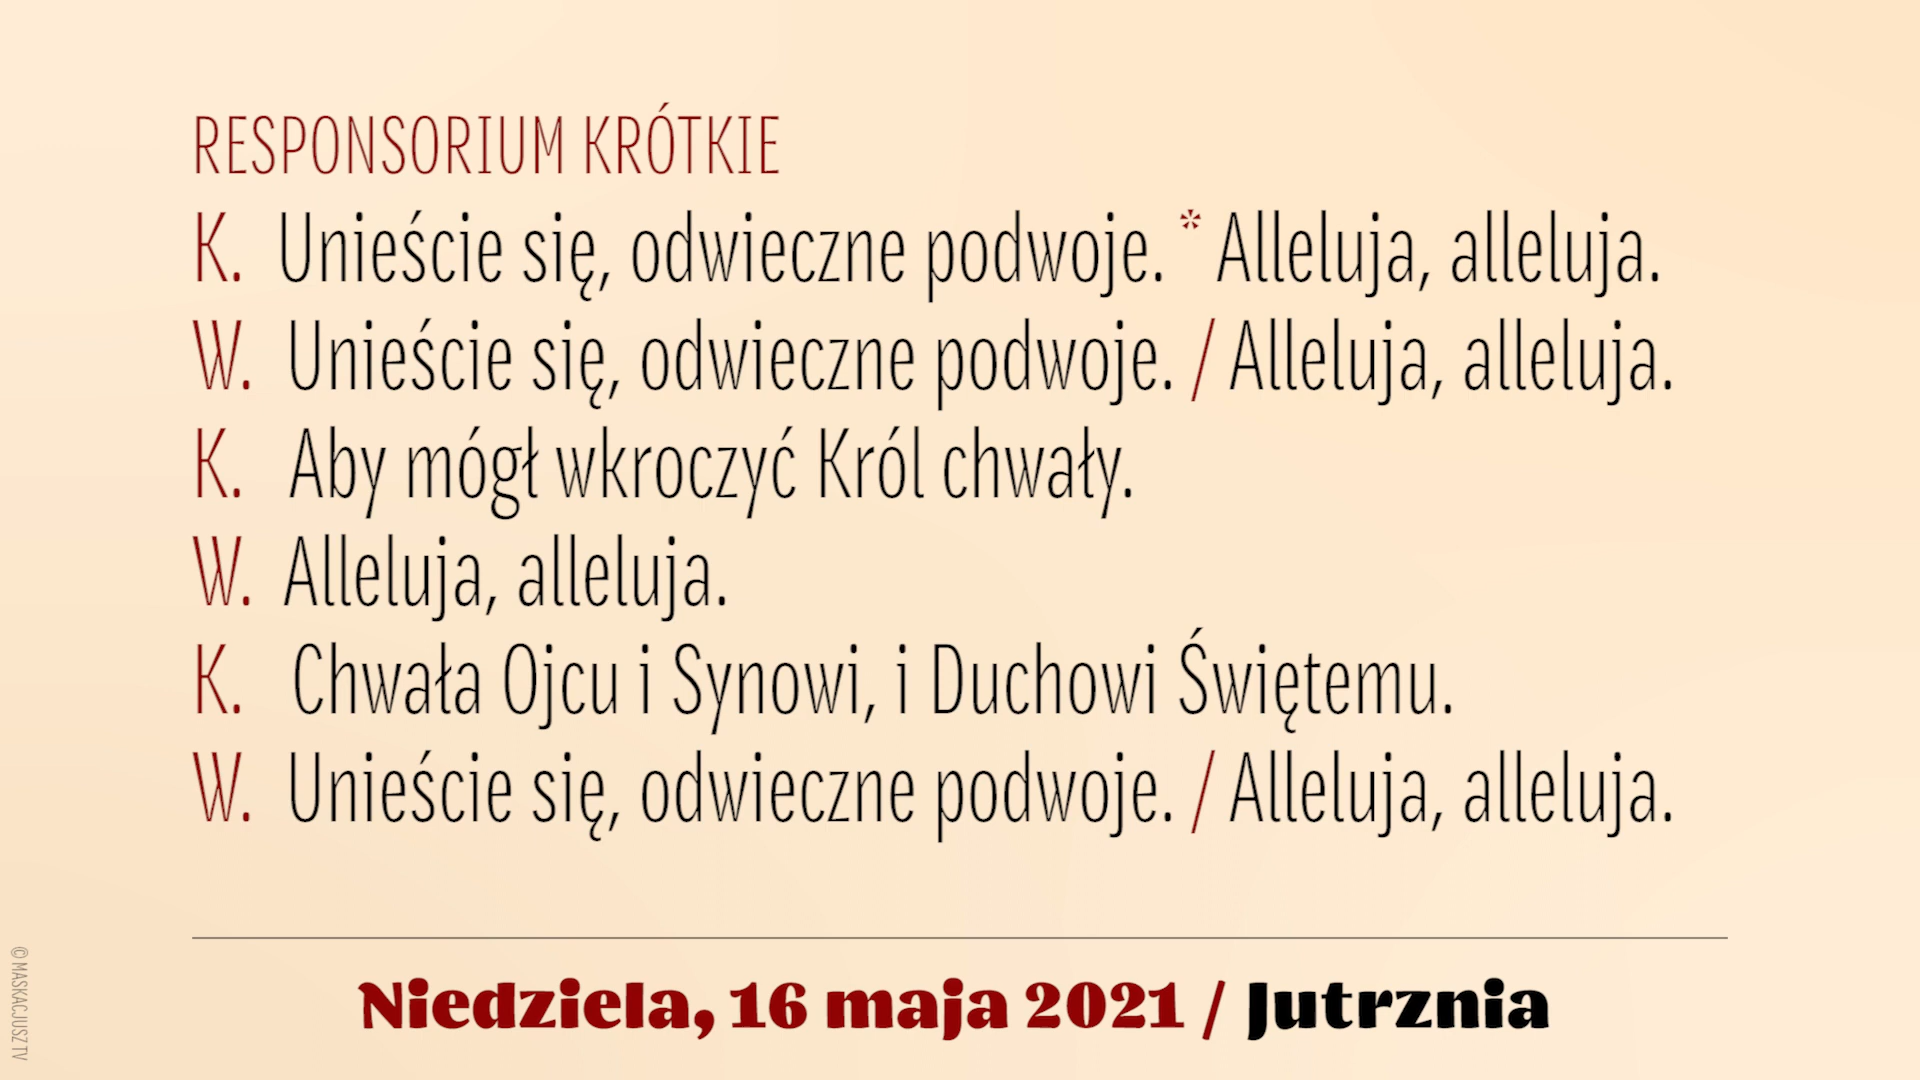 RESPONSORIUM KRÓTKIE
K. Unieście się, odwieczne podwoje. * Alleluja, alleluja.
W. Unieście się, odwieczne podwoje. / Alleluja, alleluja.
K. Aby mógł wkroczyć Król chwały.
W. Alleluja, alleluja.
K. Chwała Ojcu i Synowi, i Duchowi Świętemu.
W. Unieście się, odwieczne podwoje. / Alleluja, alleluja.
Niedziela, 16 maja 2021 / Jutrznia
© MASKACJUSZ TV